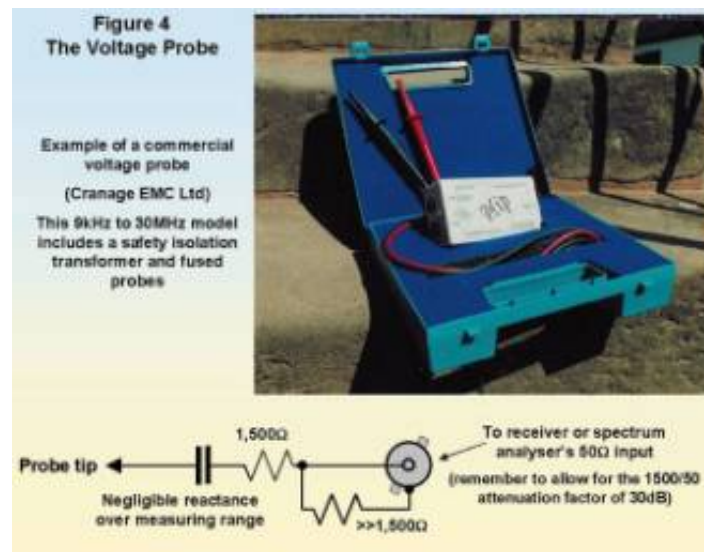 Figure 4
The Voltage Probe
Example of a commercial
voltage probe
(Cranage EMC Ltd)
This 9kHz to 30MHz model
includes a safety isolation
transformer and fused
probes
1,500Ω
Probe tip
Negligible reactance
over measuring range
>>1,500Ω
To receiver or spectrum
analyser's 50Ω input
(remember to allow for the 1500/50
attenuation factor of 30dB)